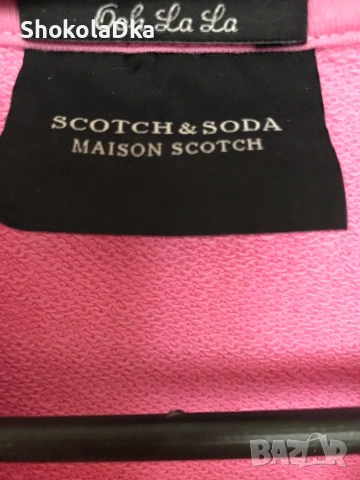 ShokolaDka
Ooh La La
SCOTCH & SODA
MAISON SCOTCH
BAZAR